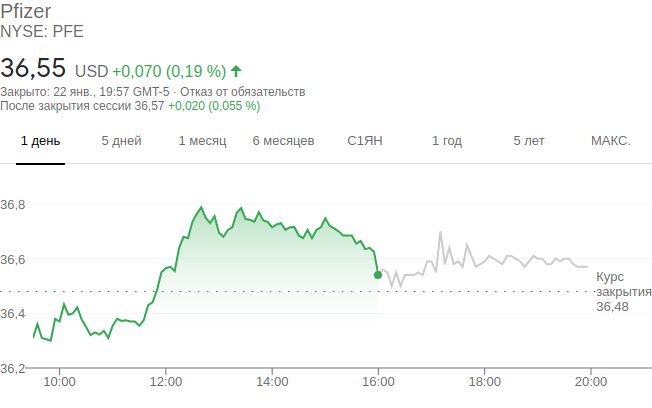 Pfizer
NYSE: PFE
36,55 USD +0,070 (0,19 %)
Закрыто: 22 янв., 19:57 GMT-5 · Отказ от обязательств
После закрытия сессии 36,57 +0,020 (0,055 %)
1 день 5 дней 1 месяц 6 месяцев С1ЯН 1 год 5 лет МАКС.
36,8
36,6
Курс
закрытия
36,48
36,4
36,2
10:00 12:00 14:00 16:00 18:00 20:00